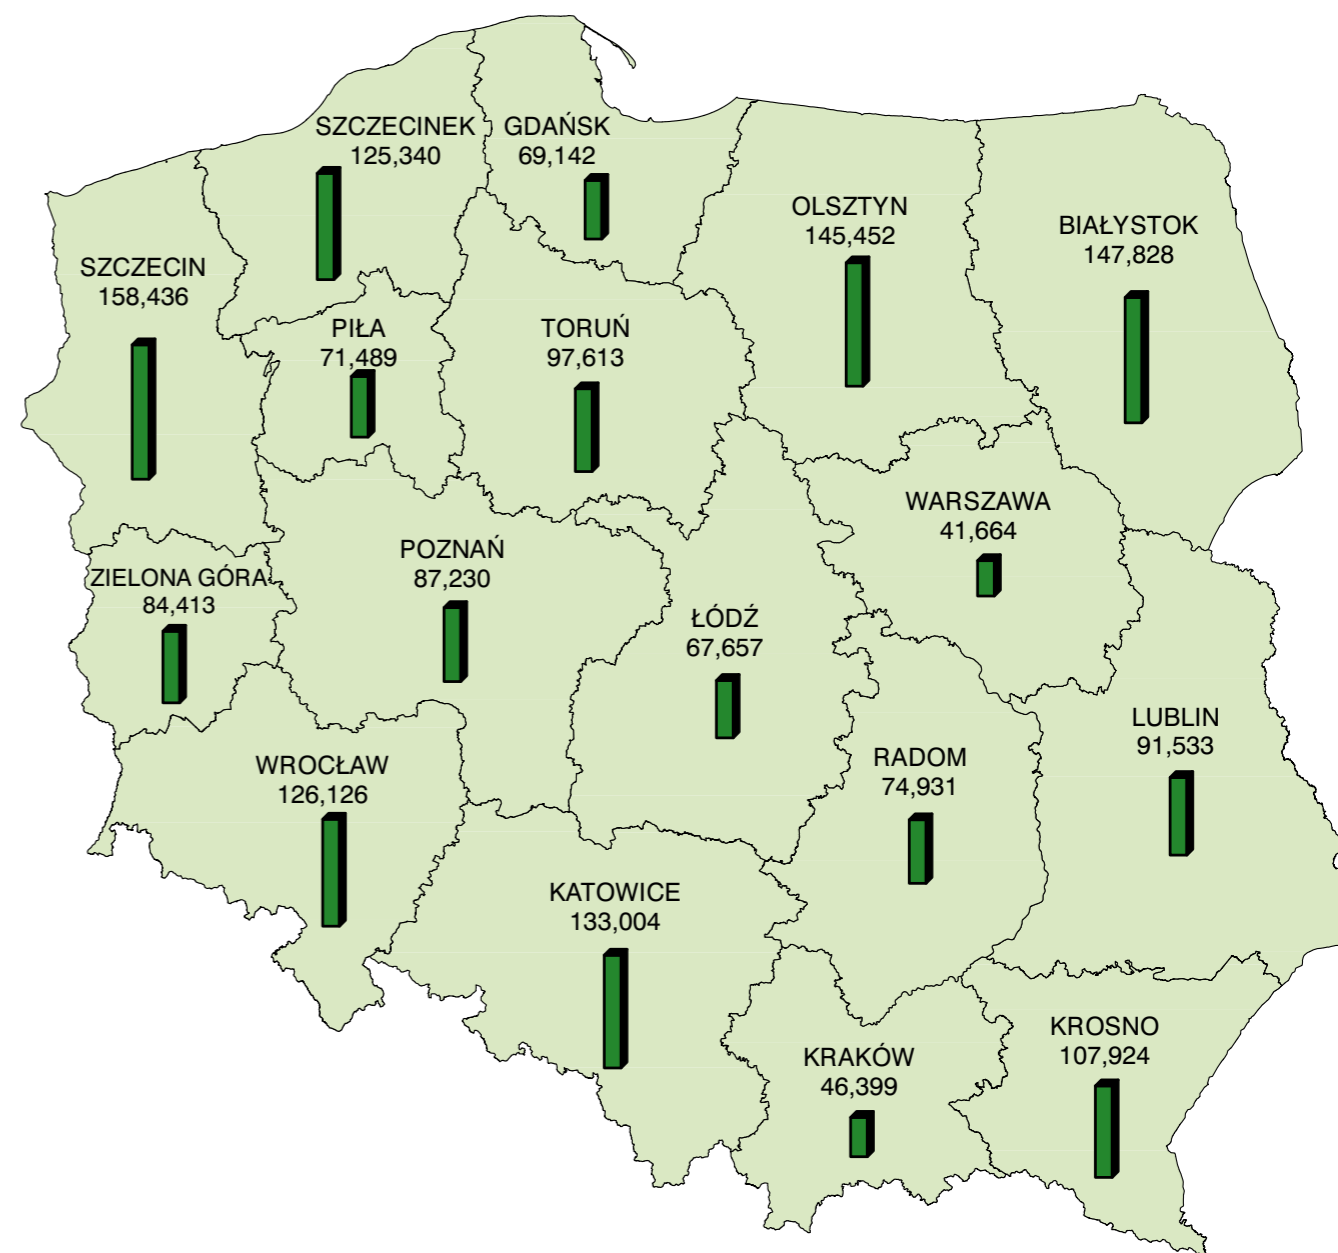 SZCZECINEK
125,340
GDAŃSK
69,142
OLSZTYN
145,452
BIAŁYSTOK
147,828
SZCZECIN
158,436
PIŁA
71,489
TORUŃ
97,613
WARSZAWA
41,664
POZNAŃ
87,230
ZIELONA GÓRA
84,413
ŁÓDŹ
67,657
LUBLIN
91,533
RADOM
74,931
WROCŁAW
126,126
KATOWICE
133,004
KROSNO
107,924
KRAKÓW
46,399